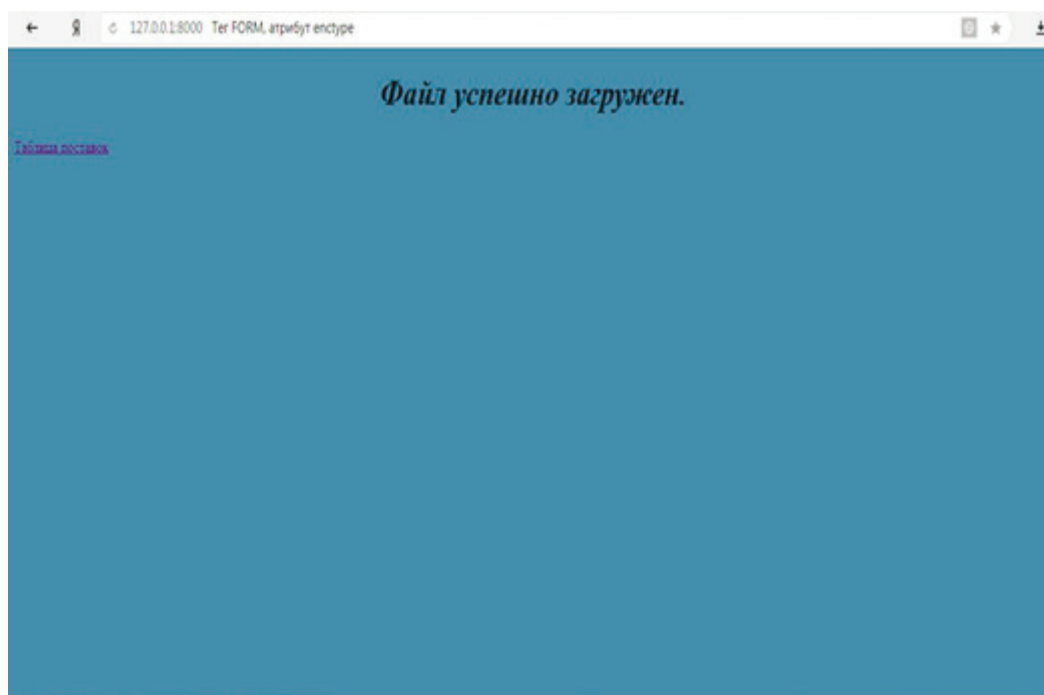 127.0.0.1:8000 Тег FORM, атрибут enctype
Файл успешно загружен.
Таблица поставок